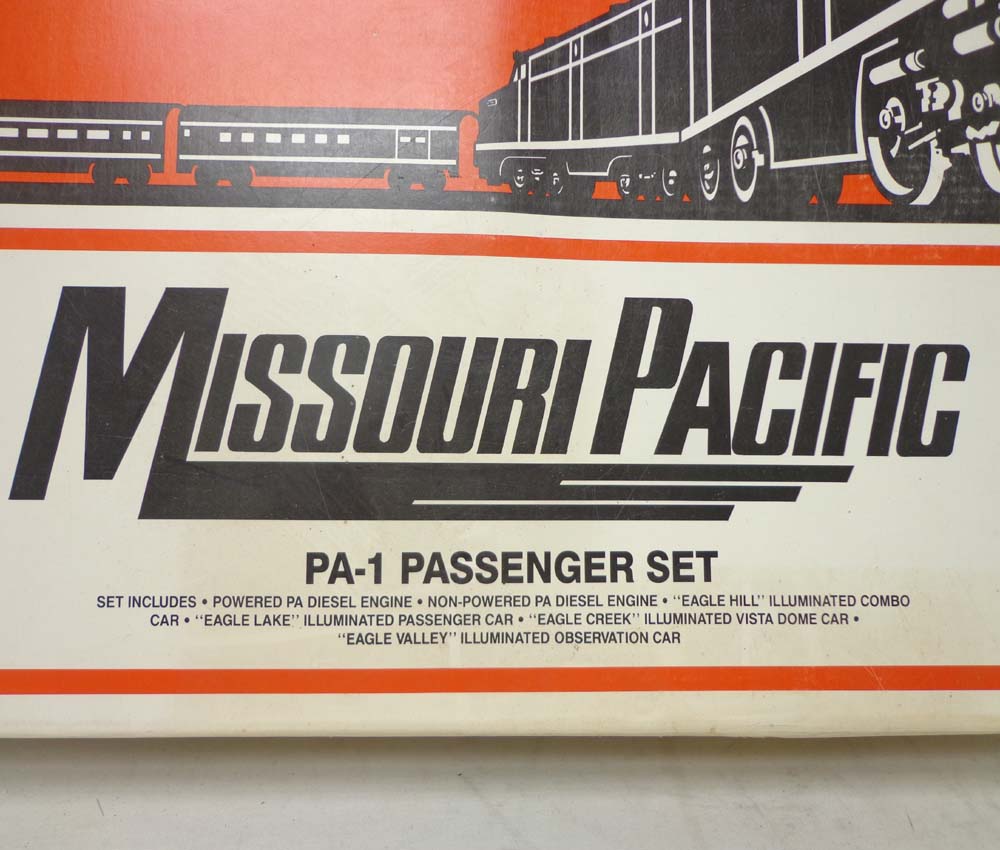 MISSOURI PACIFIC
PA-1 PASSENGER SET
SET INCLUDES • POWERED PA DIESEL ENGINE • NON-POWERED PA DIESEL ENGINE • "EAGLE HILL" ILLUMINATED COMBO
CAR • "EAGLE LAKE" ILLUMINATED PASSENGER CAR • "EAGLE CREEK" ILLUMINATED VISTA DOME CAR •
"EAGLE VALLEY" ILLUMINATED OBSERVATION CAR